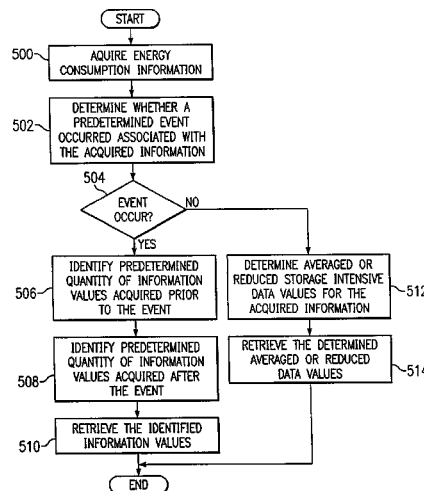 START
500
AQUIRE ENERGY
CONSUMPTION INFORMATION
502
DETERMINE WHETHER A
PREDETERMINED EVENT
OCCURRED ASSOCIATED WITH
THE ACQUIRED INFORMATION
504
EVENT
OCCUR?
NO
YES
506
IDENTIFY PREDETERMINED
QUANTITY OF INFORMATION
VALUES ACQUIRED PRIOR
TO THE EVENT
DETERMINE AVERAGED OR
REDUCED STORAGE INTENSIVE
DATA VALUES FOR THE
ACQUIRED INFORMATION
512
508
IDENTIFY PREDETERMINED
QUANTITY OF INFORMATION
VALUES ACQUIRED AFTER
THE EVENT
RETRIEVE THE DETERMINED
AVERAGED OR REDUCED
DATA VALUES
514
510
RETRIEVE THE IDENTIFIED
INFORMATION VALUES
END